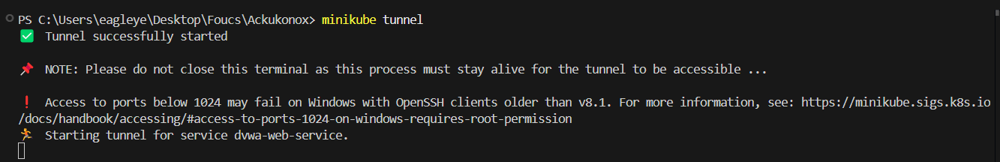 PS C:\Users\eagleye\Desktop\Foucs\Ackukonox> minikube tunnel
✅ Tunnel successfully started
📌 NOTE: Please do not close this terminal as this process must stay alive for the tunnel to be accessible ...
❗ Access to ports below 1024 may fail on Windows with OpenSSH clients older than v8.1. For more information, see: https://minikube.sigs.k8s.io
/docs/handbook/accessing/#access-to-ports-1024-on-windows-requires-root-permission
🏃 Starting tunnel for service dvwa-web-service.